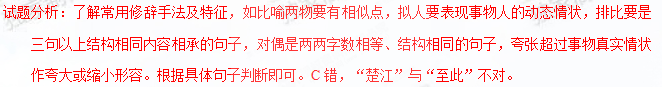 试题分析：了解常用修辞手法及特征，如比喻两物要有相似点，拟人要表现事物人的动态情状，排比要是
三句以上结构相同内容相承的句子，对偶是两两字数相等、结构相同的句子，夸张超过事物真实情状
作夸大或缩小形容。根据具体句子判断即可。C 错，“楚江”与“至此”不对。